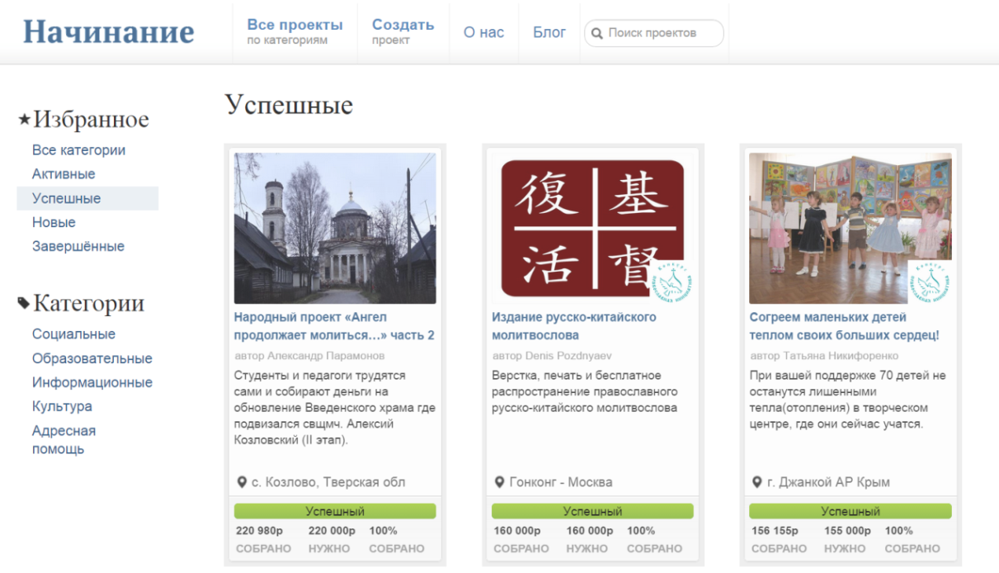 Начинание
Все проекты
по категориям
Создать
проект
О нас
Блог
Поиск проектов
Избранное
Все категории
Активные
Успешные
Новые
Завершённые
Категории
Социальные
Образовательные
Информационные
Культура
Адресная
помощь
Успешные
Народный проект «Ангел
продолжает молиться…» часть 2
автор Александр Парамонов
Студенты и педагоги трудятся
сами и собирают деньги на
обновление Введенского храма где
подвизался свщмч. Алексий
Козловский (II этап).
с. Козлово, Тверская обл
Успешный
220 980р 220 000р 100%
СОБРАНО НУЖНО СОБРАНО
復 基
活 督
Конкурс
православная инициатива
Издание русско-китайского
молитвослова
автор Denis Pozdnyaev
Верстка, печать и бесплатное
распространение православного
русско-китайского молитвослова
Гонконг - Москва
Успешный
160 000р 160 000р 100%
СОБРАНО НУЖНО СОБРАНО
Конкурс
православная инициатива
Согреем маленьких детей
теплом своих больших сердец!
автор Татьяна Никифоренко
При вашей поддержке 70 детей не
останутся лишенными
тепла(отопления) в творческом
центре, где они сейчас учатся.
г. Джанкой АР Крым
Успешный
156 155р 155 000р 100%
СОБРАНО НУЖНО СОБРАНО